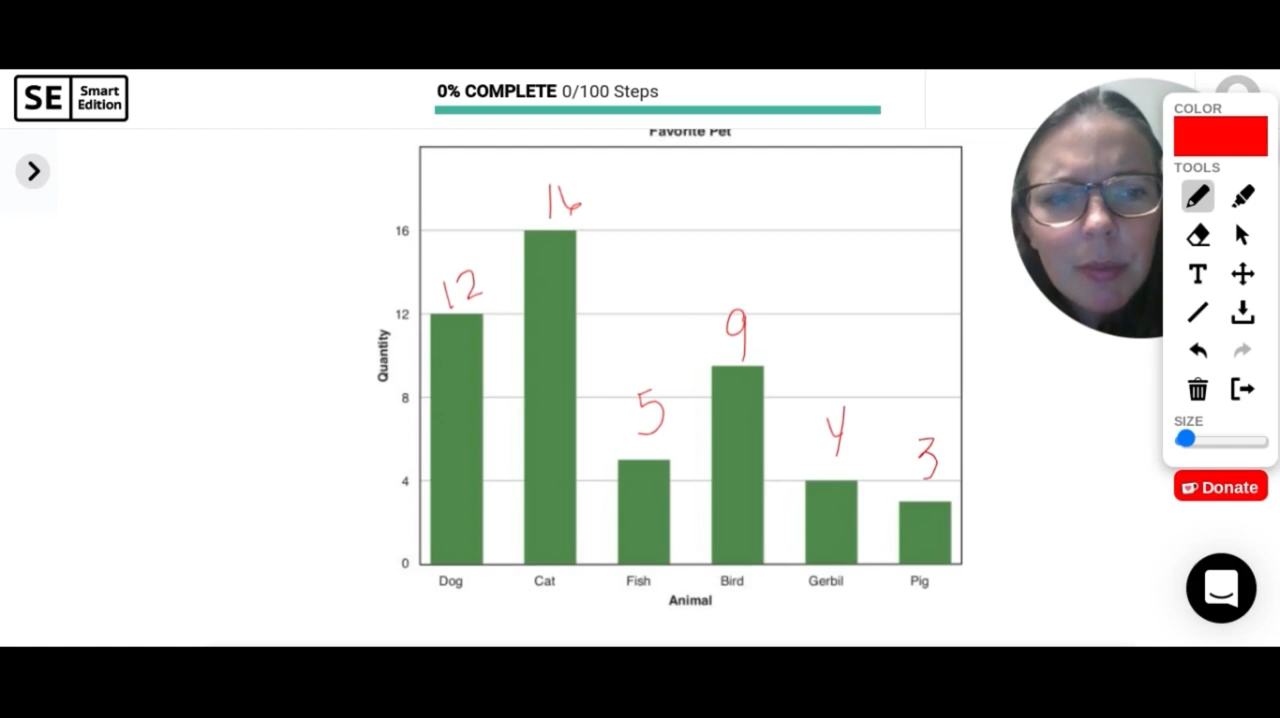 SE Smart Edition
0% COMPLETE 0/100 Steps
Favorite Pet
COLOR
TOOLS
T
SIZE
Donate
Quantity
16
12
8
4
0
12
16
5
9
4
3
Dog Cat Fish Bird Gerbil Pig
Animal